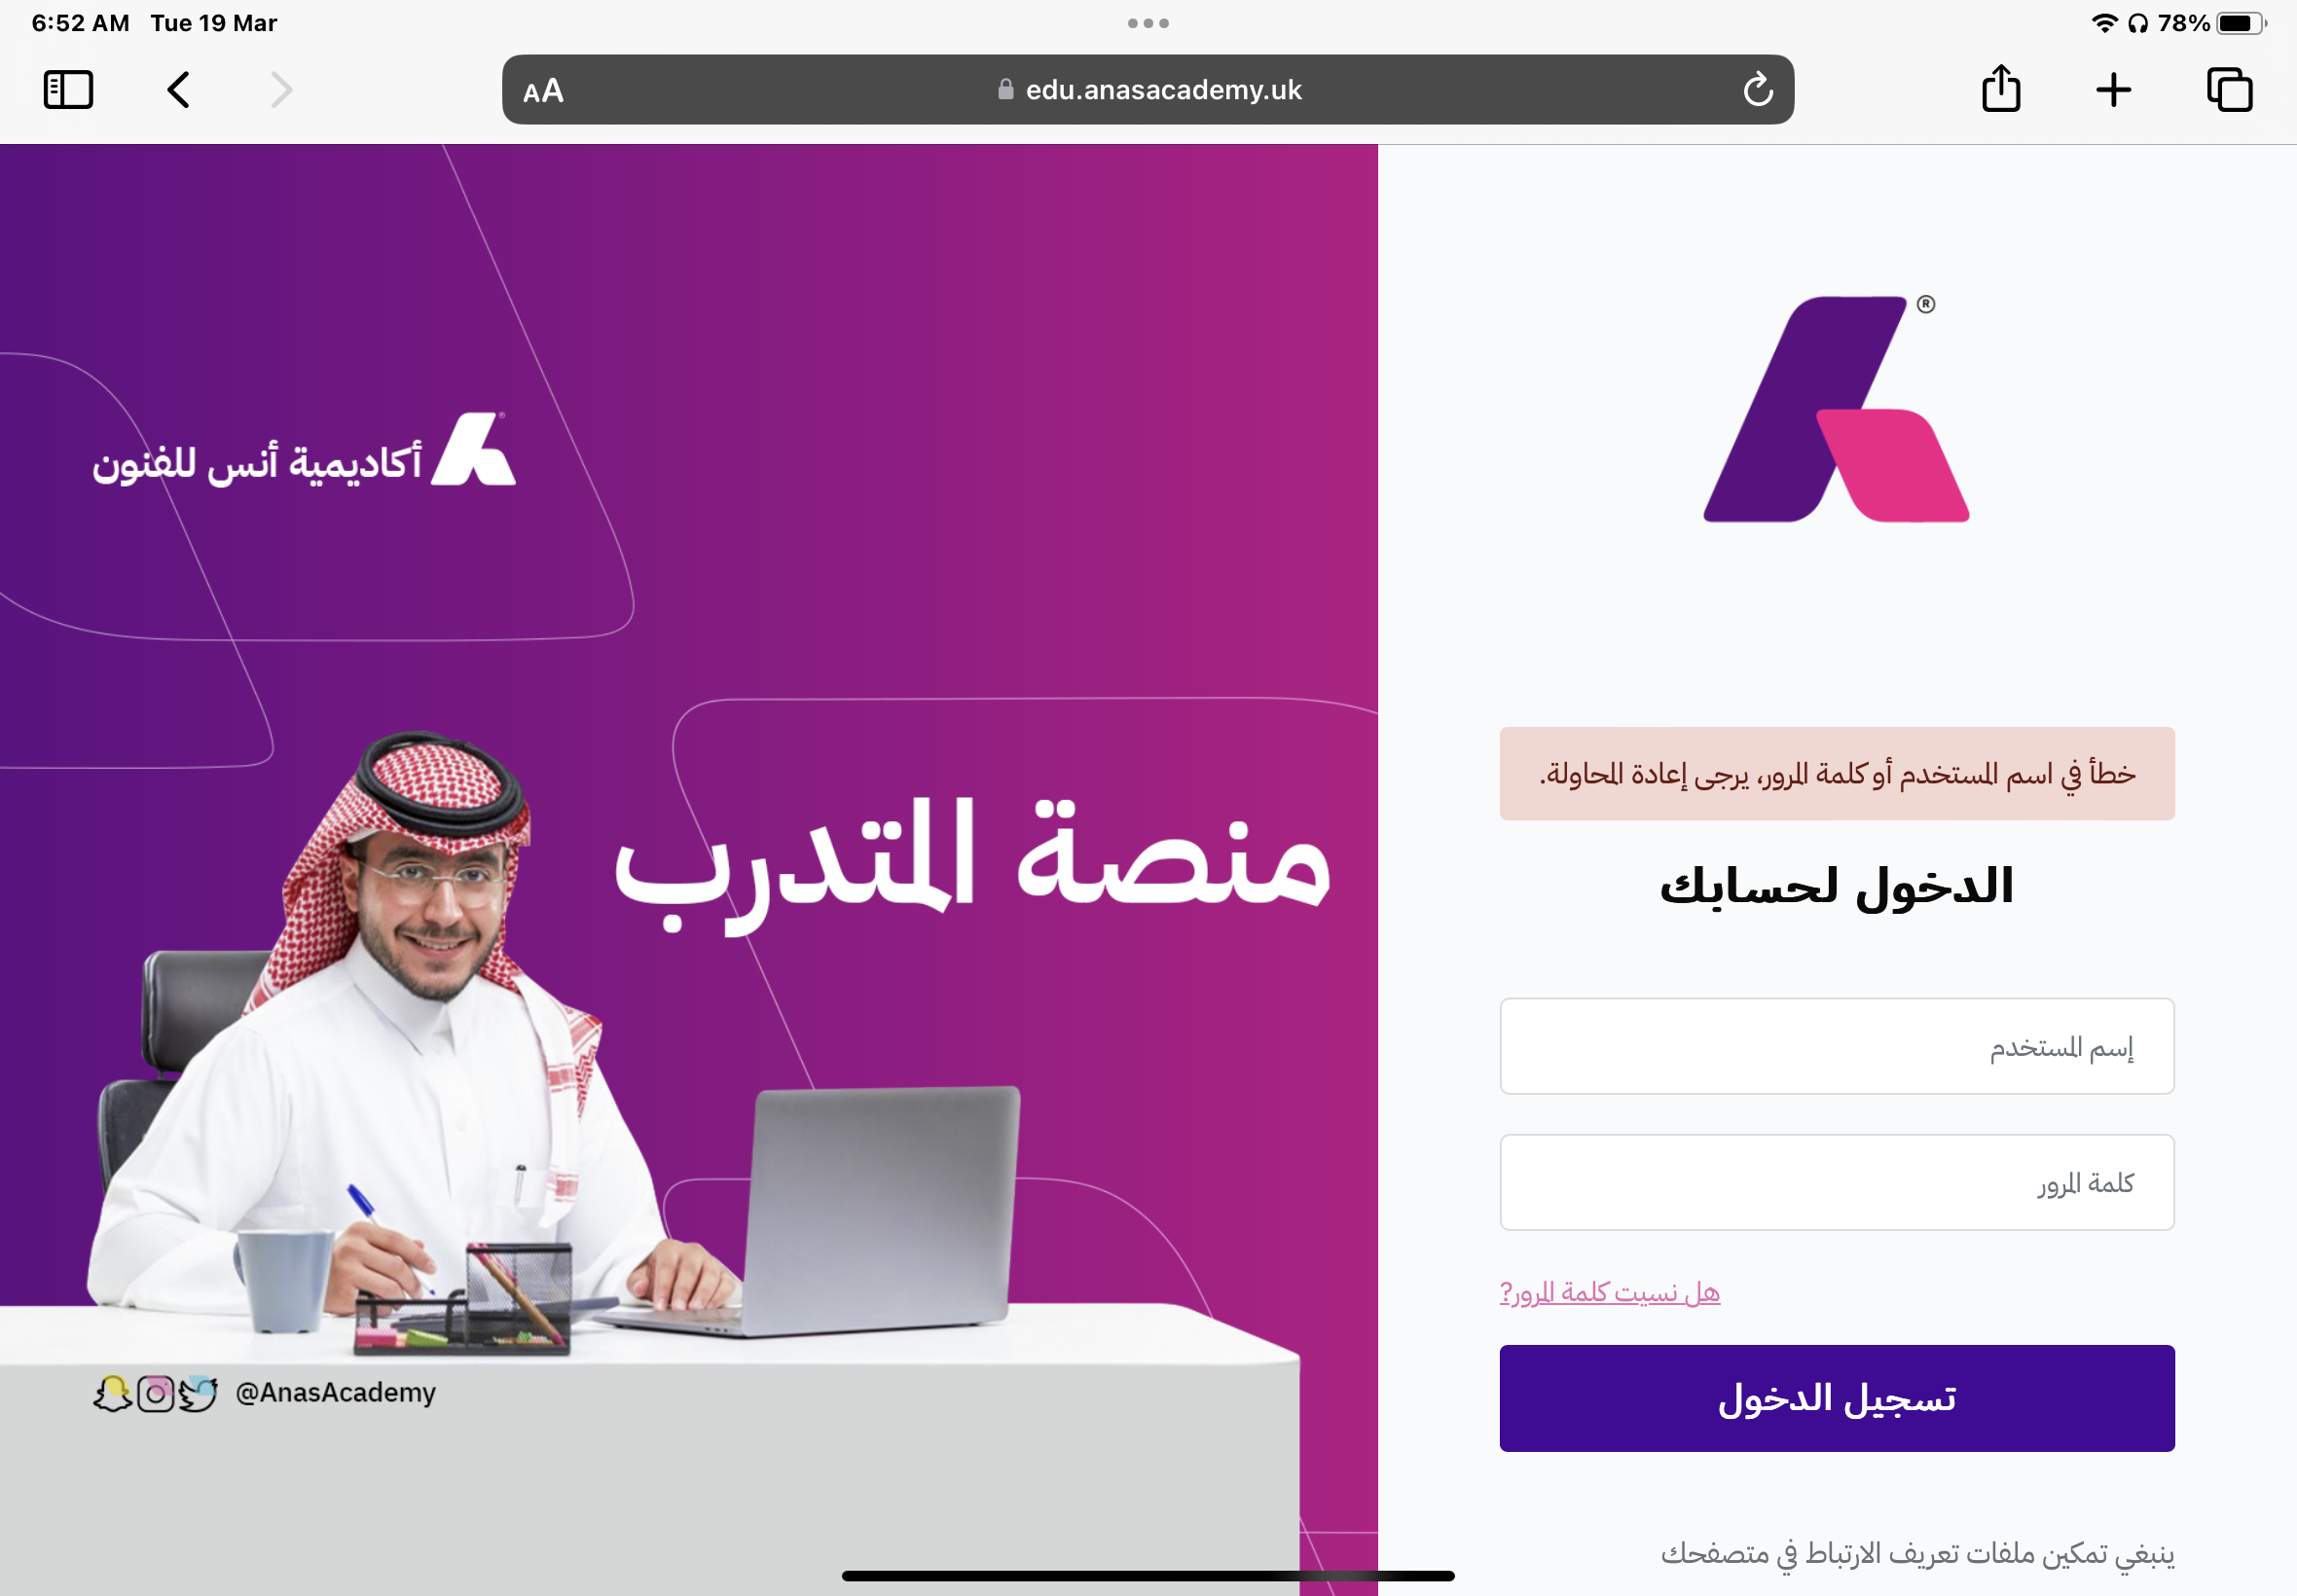 6:52 AM Tue 19 Mar
78%
AA
edu.anasacademy.uk
®
أكاديمية أنس للفنون
®
منصة المتدرب
خطأ في اسم المستخدم أو كلمة المرور، يرجى إعادة المحاولة.
الدخول لحسابك
إسم المستخدم
كلمة المرور
هل نسيت كلمة المرور?
تسجيل الدخول
@AnasAcademy
ينبغي تمكين ملفات تعريف الارتباط في متصفحك